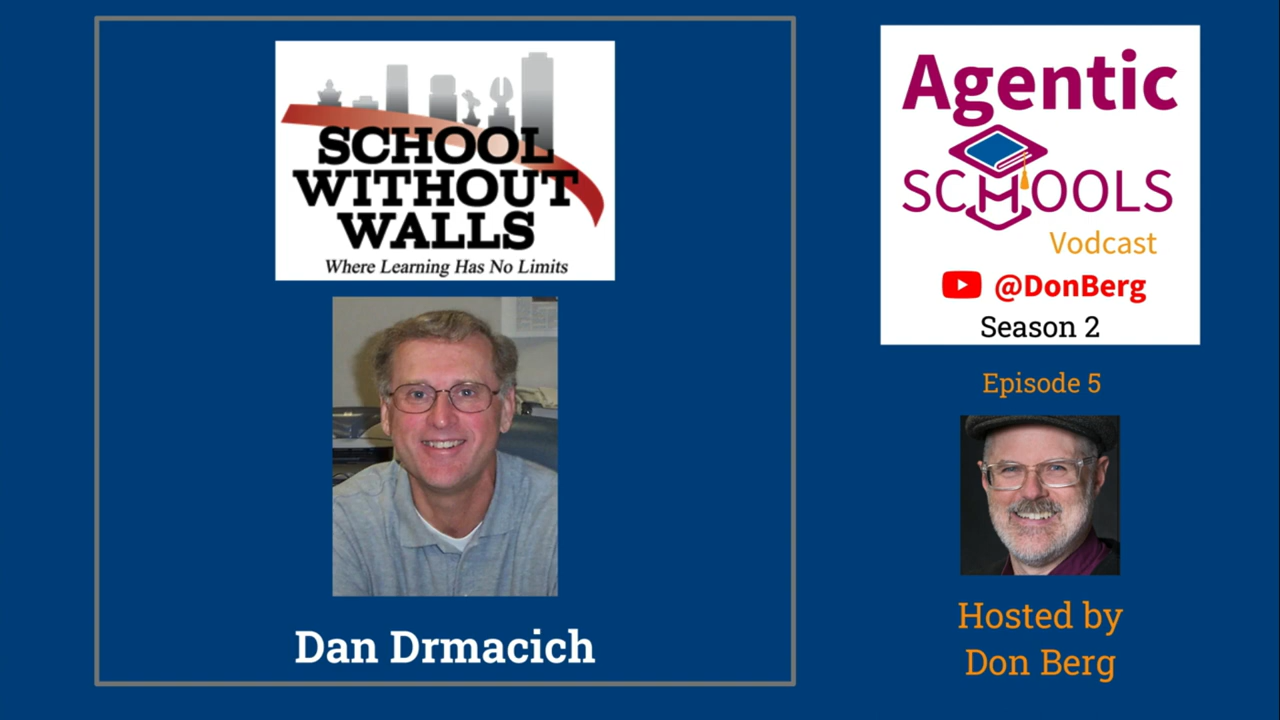 SCHOOL
WITHOUT
WALLS
Where Learning Has No Limits
Dan Drmacich
Agentic
SCHOOLS
Vodcast
@DonBerg
Season 2
Episode 5
Hosted by
Don Berg